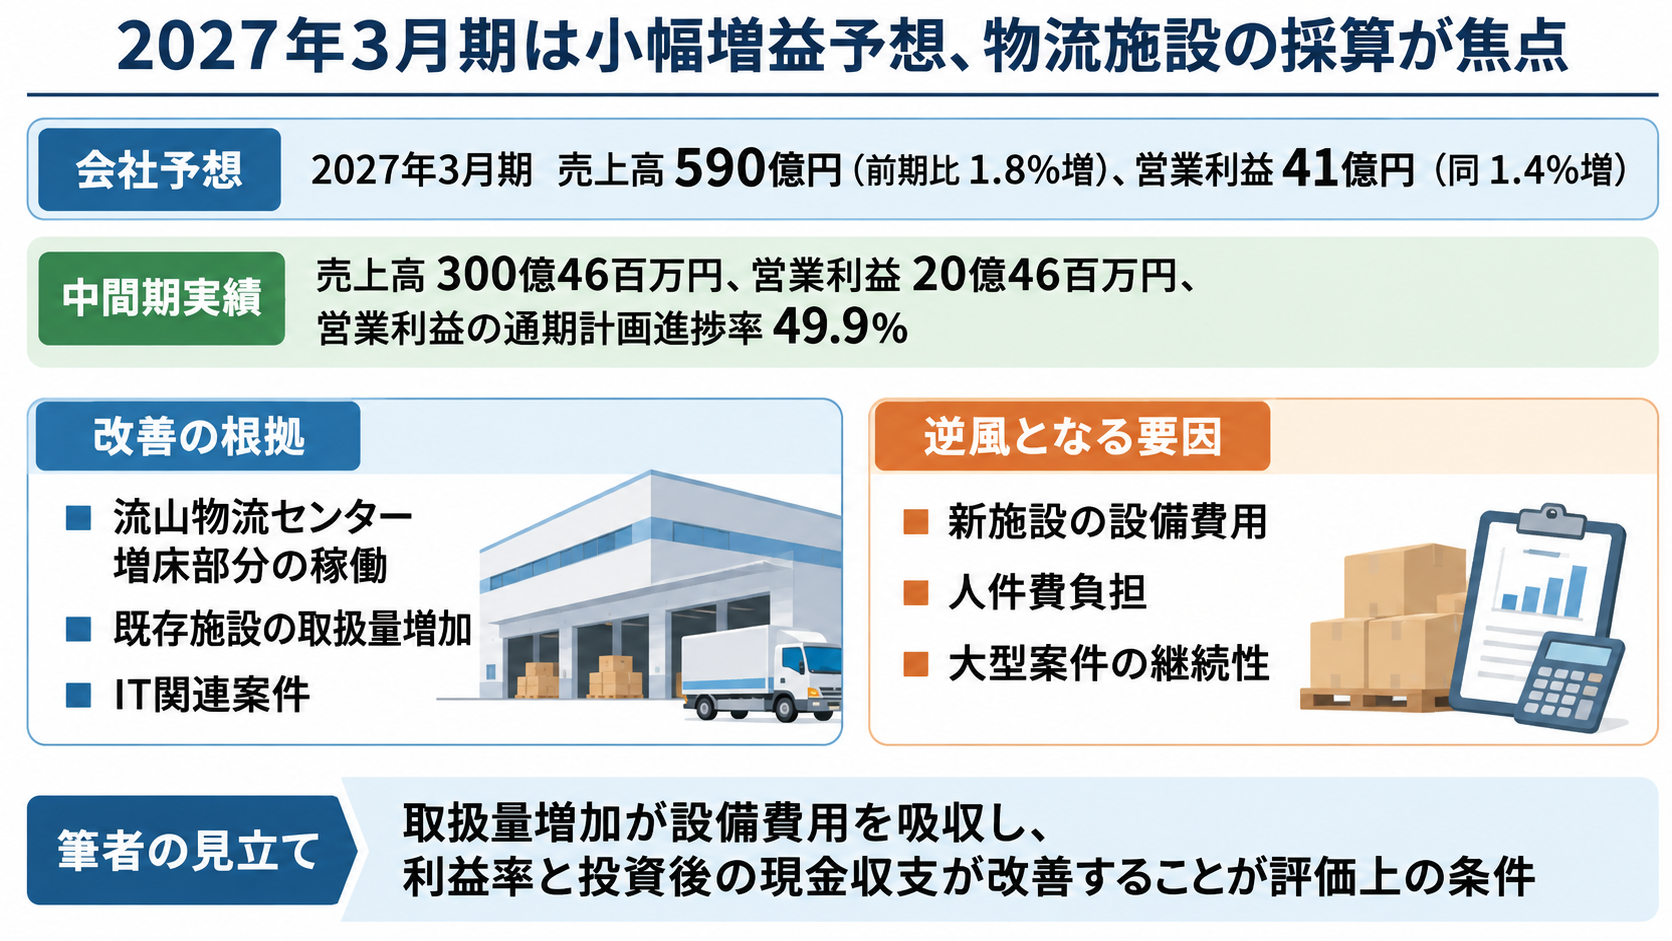 2027年3月期は小幅増益予想、物流施設の採算が焦点
会社予想
2027年3月期 売上高 590億円（前期比 1.8%増）、営業利益 41億円（同 1.4%増）
中間期実績
売上高 300億46百万円、営業利益 20億46百万円、
営業利益の通期計画進捗率 49.9%
改善の根拠
■ 流山物流センター
増床部分の稼働
■ 既存施設の取扱量増加
■ IT関連案件
逆風となる要因
■ 新施設の設備費用
■ 人件費負担
■ 大型案件の継続性
筆者の見立て
取扱量増加が設備費用を吸収し、
利益率と投資後の現金収支が改善することが評価上の条件